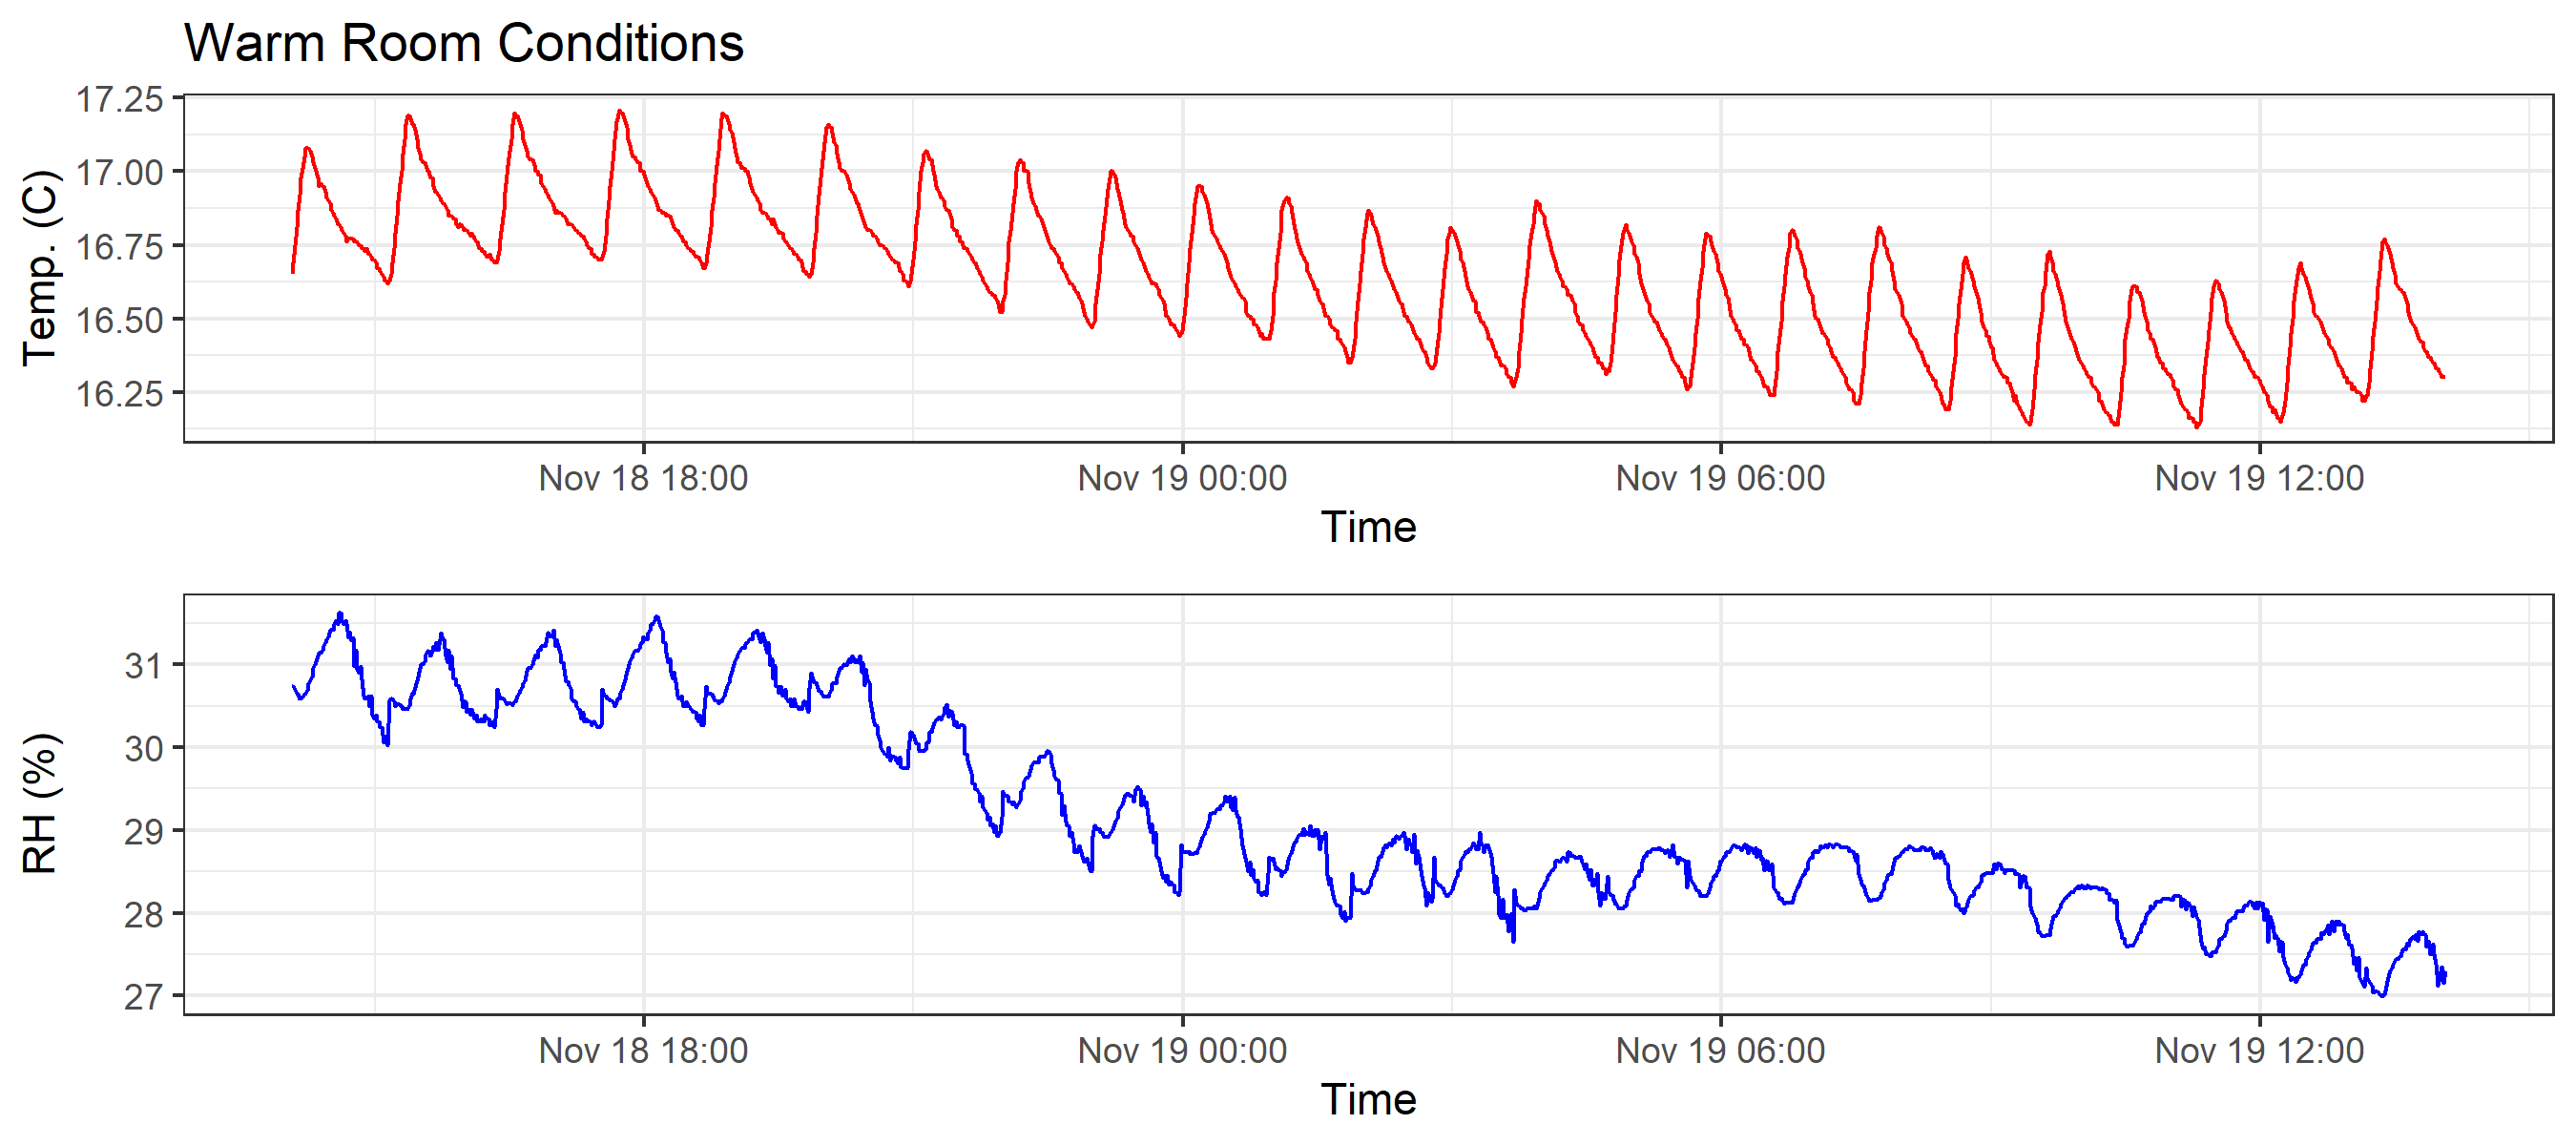 Warm Room Conditions
Temp. (C)
17.25
17.00
16.75
16.50
16.25
Nov 18 18:00 Nov 19 00:00 Nov 19 06:00 Nov 19 12:00
Time
RH (%)
31
30
29
28
27
Nov 18 18:00 Nov 19 00:00 Nov 19 06:00 Nov 19 12:00
Time